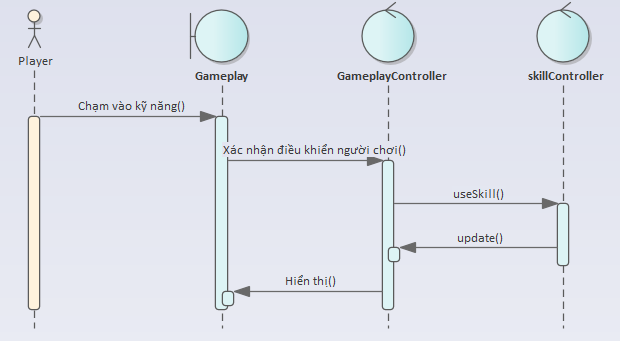 Player
Gameplay
GameplayController
skillController
Chạm vào kỹ năng()
Xác nhận điều khiển người chơi()
useSkill()
update()
Hiển thị()